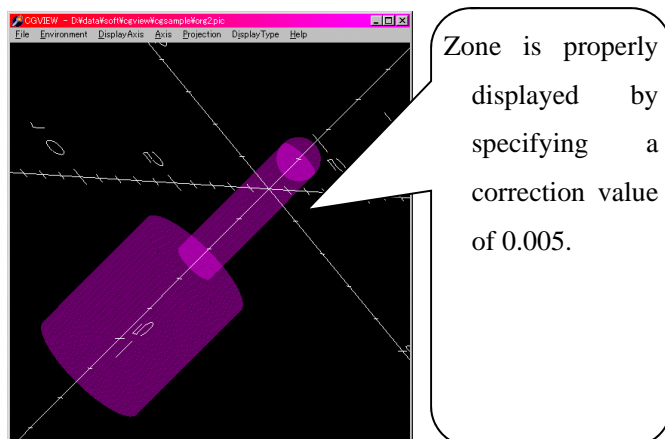 CGVIEW - D:¥data¥soft¥cgview¥cgsample¥org2.pic
File Environment DisplayAxis Axis Projection DisplayType Help
Zone is properly
displayed by
specifying a
correction value
of 0.005.